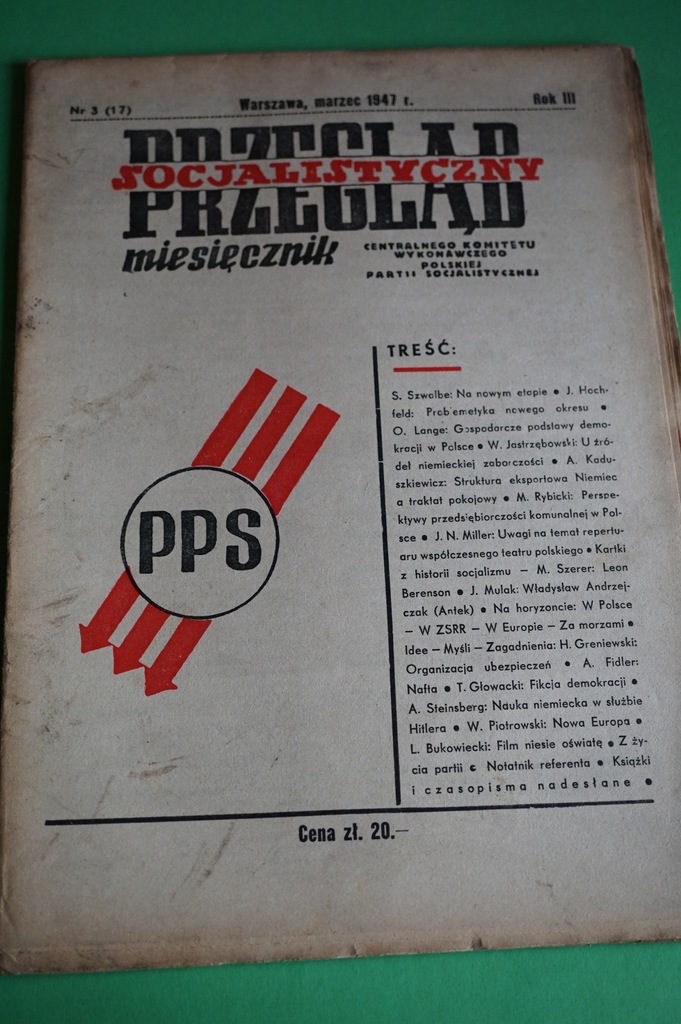 Nr 3 (17) Warszawa, marzec 1947 r. Rok III
PRZEGLĄD
SOCJALISTYCZNY
PRZEGLĄD
miesięcznik
CENTRALNEGO KOMITETU
WYKONAWCZEGO
POLSKIEJ
PARTII SOCJALISTYCZNEJ
PPS
TREŚĆ:
S. Szwalbe: Na nowym etapie ● J. Hoch-
feld: Prob'emetyka nowego okresu ●
O. Lange: Gospodarcze podstawy demo-
kracji w Polsce ● W. Jastrzębowski: U źró-
deł niemieckiej zaborczości ● A. Kadu-
szkiewicz: Struktura eksportowa Niemiec
a traktat pokojowy ● M. Rybicki: Perspe-
ktywy przedsiębiorczości komunalnej w Pol-
sce ● J. N. Miller: Uwagi na temat repertu-
aru współczesnego teatru polskiego ● Kartki
z historii socjalizmu — M. Szerer: Leon
Berenson ● J. Mulak: Władysław Andrzej-
czak (Antek) ● Na horyzoncie: W Polsce
— W ZSRR — W Europie — Za morzami ●
Idee — Myśli — Zagadnienia: H. Greniewski:
Organizacja ubezpieczeń ● A. Fidler:
Nafta ● T. Głowacki: Fikcja demokracji ●
A. Steinsberg: Nauka niemiecka w służbie
Hitlera ● W. Piotrowski: Nowa Europa ●
L. Bukowiecki: Film niesie oświatę ● Z ży-
cia partii ● Notatnik referenta ● Książki
i czasopisma nadesłane ●
Cena zł. 20.—